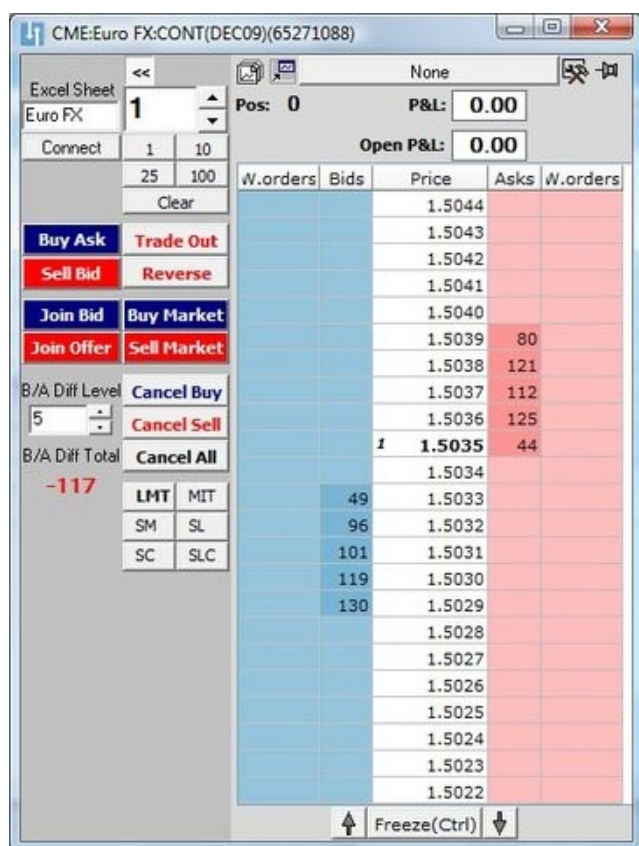 CME:Euro FX:CONT(DEC09)(65271088)
<<
None
Excel Sheet
Euro FX
1
Pos: 0
P&L: 0.00
Open P&L: 0.00
Connect
1 10
25 100
Clear
Buy Ask Trade Out
Sell Bid Reverse
Join Bid Buy Market
Join Offer Sell Market
B/A Diff Level
5
Cancel Buy
Cancel Sell
B/A Diff Total
-117
Cancel All
LMT MIT
SM SL
SC SLC
W.orders Bids Price Asks W.orders
1.5044
1.5043
1.5042
1.5041
1.5040
1.5039 80
1.5038 121
1.5037 112
1.5036 125
1 1.5035 44
1.5034
49 1.5033
96 1.5032
101 1.5031
119 1.5030
130 1.5029
1.5028
1.5027
1.5026
1.5025
1.5024
1.5023
1.5022
Freeze(Ctrl)